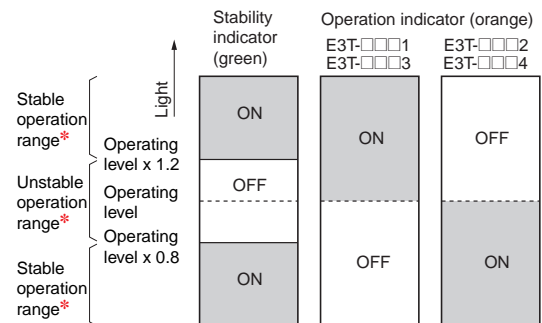 Stability
indicator
(green)
Operation indicator (orange)
E3T-□□□1
E3T-□□□3
E3T-□□□2
E3T-□□□4
Light
Stable
operation
range*
Unstable
operation
range*
Stable
operation
range*
Operating
level x 1.2
Operating
level
Operating
level x 0.8
ON
OFF
ON
ON
OFF
OFF
ON